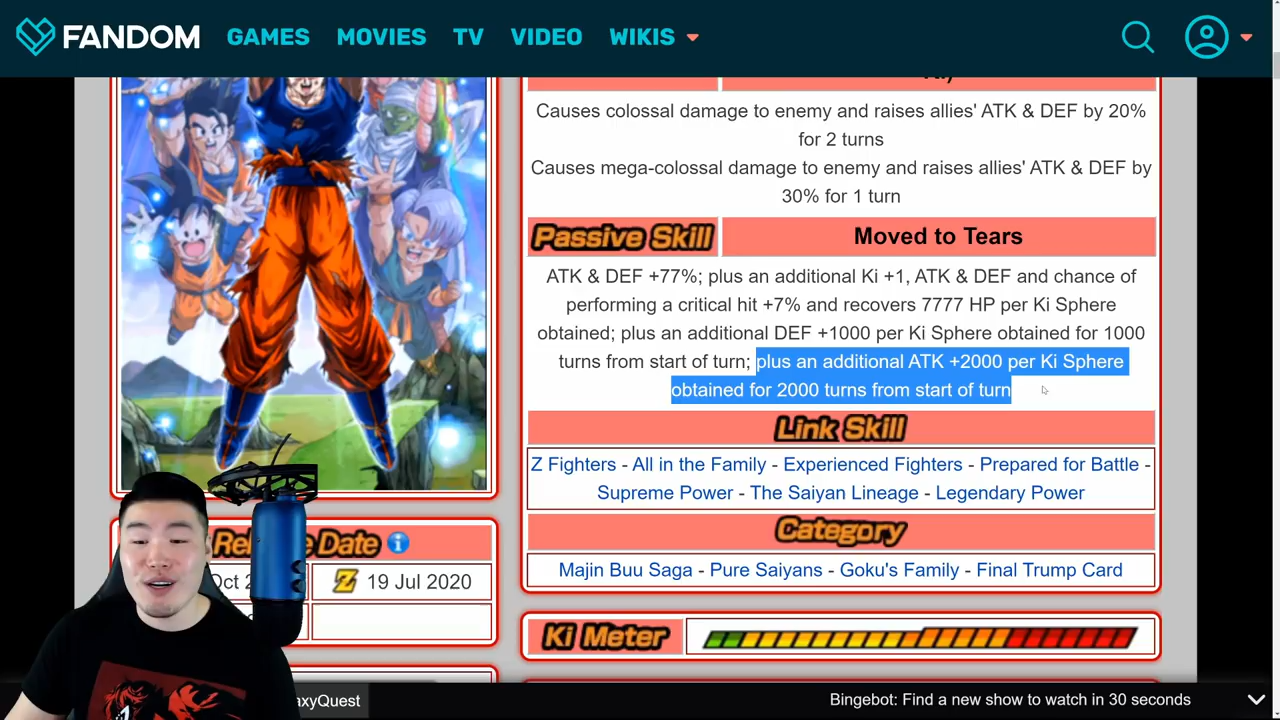 FANDOM GAMES MOVIES TV VIDEO WIKIS
Causes colossal damage to enemy and raises allies' ATK & DEF by 20%
for 2 turns
Causes mega-colossal damage to enemy and raises allies' ATK & DEF by
30% for 1 turn
Passive Skill
Moved to Tears
ATK & DEF +77%; plus an additional Ki +1, ATK & DEF and chance of
performing a critical hit +7% and recovers 7777 HP per Ki Sphere
obtained; plus an additional DEF +1000 per Ki Sphere obtained for 1000
turns from start of turn; plus an additional ATK +2000 per Ki Sphere
obtained for 2000 turns from start of turn
Link Skill
Z Fighters - All in the Family - Experienced Fighters - Prepared for Battle -
Supreme Power - The Saiyan Lineage - Legendary Power
Category
Majin Buu Saga - Pure Saiyans - Goku's Family - Final Trump Card
Ki Meter
Date
Z 19 Jul 2020
Bingebot: Find a new show to watch in 30 seconds